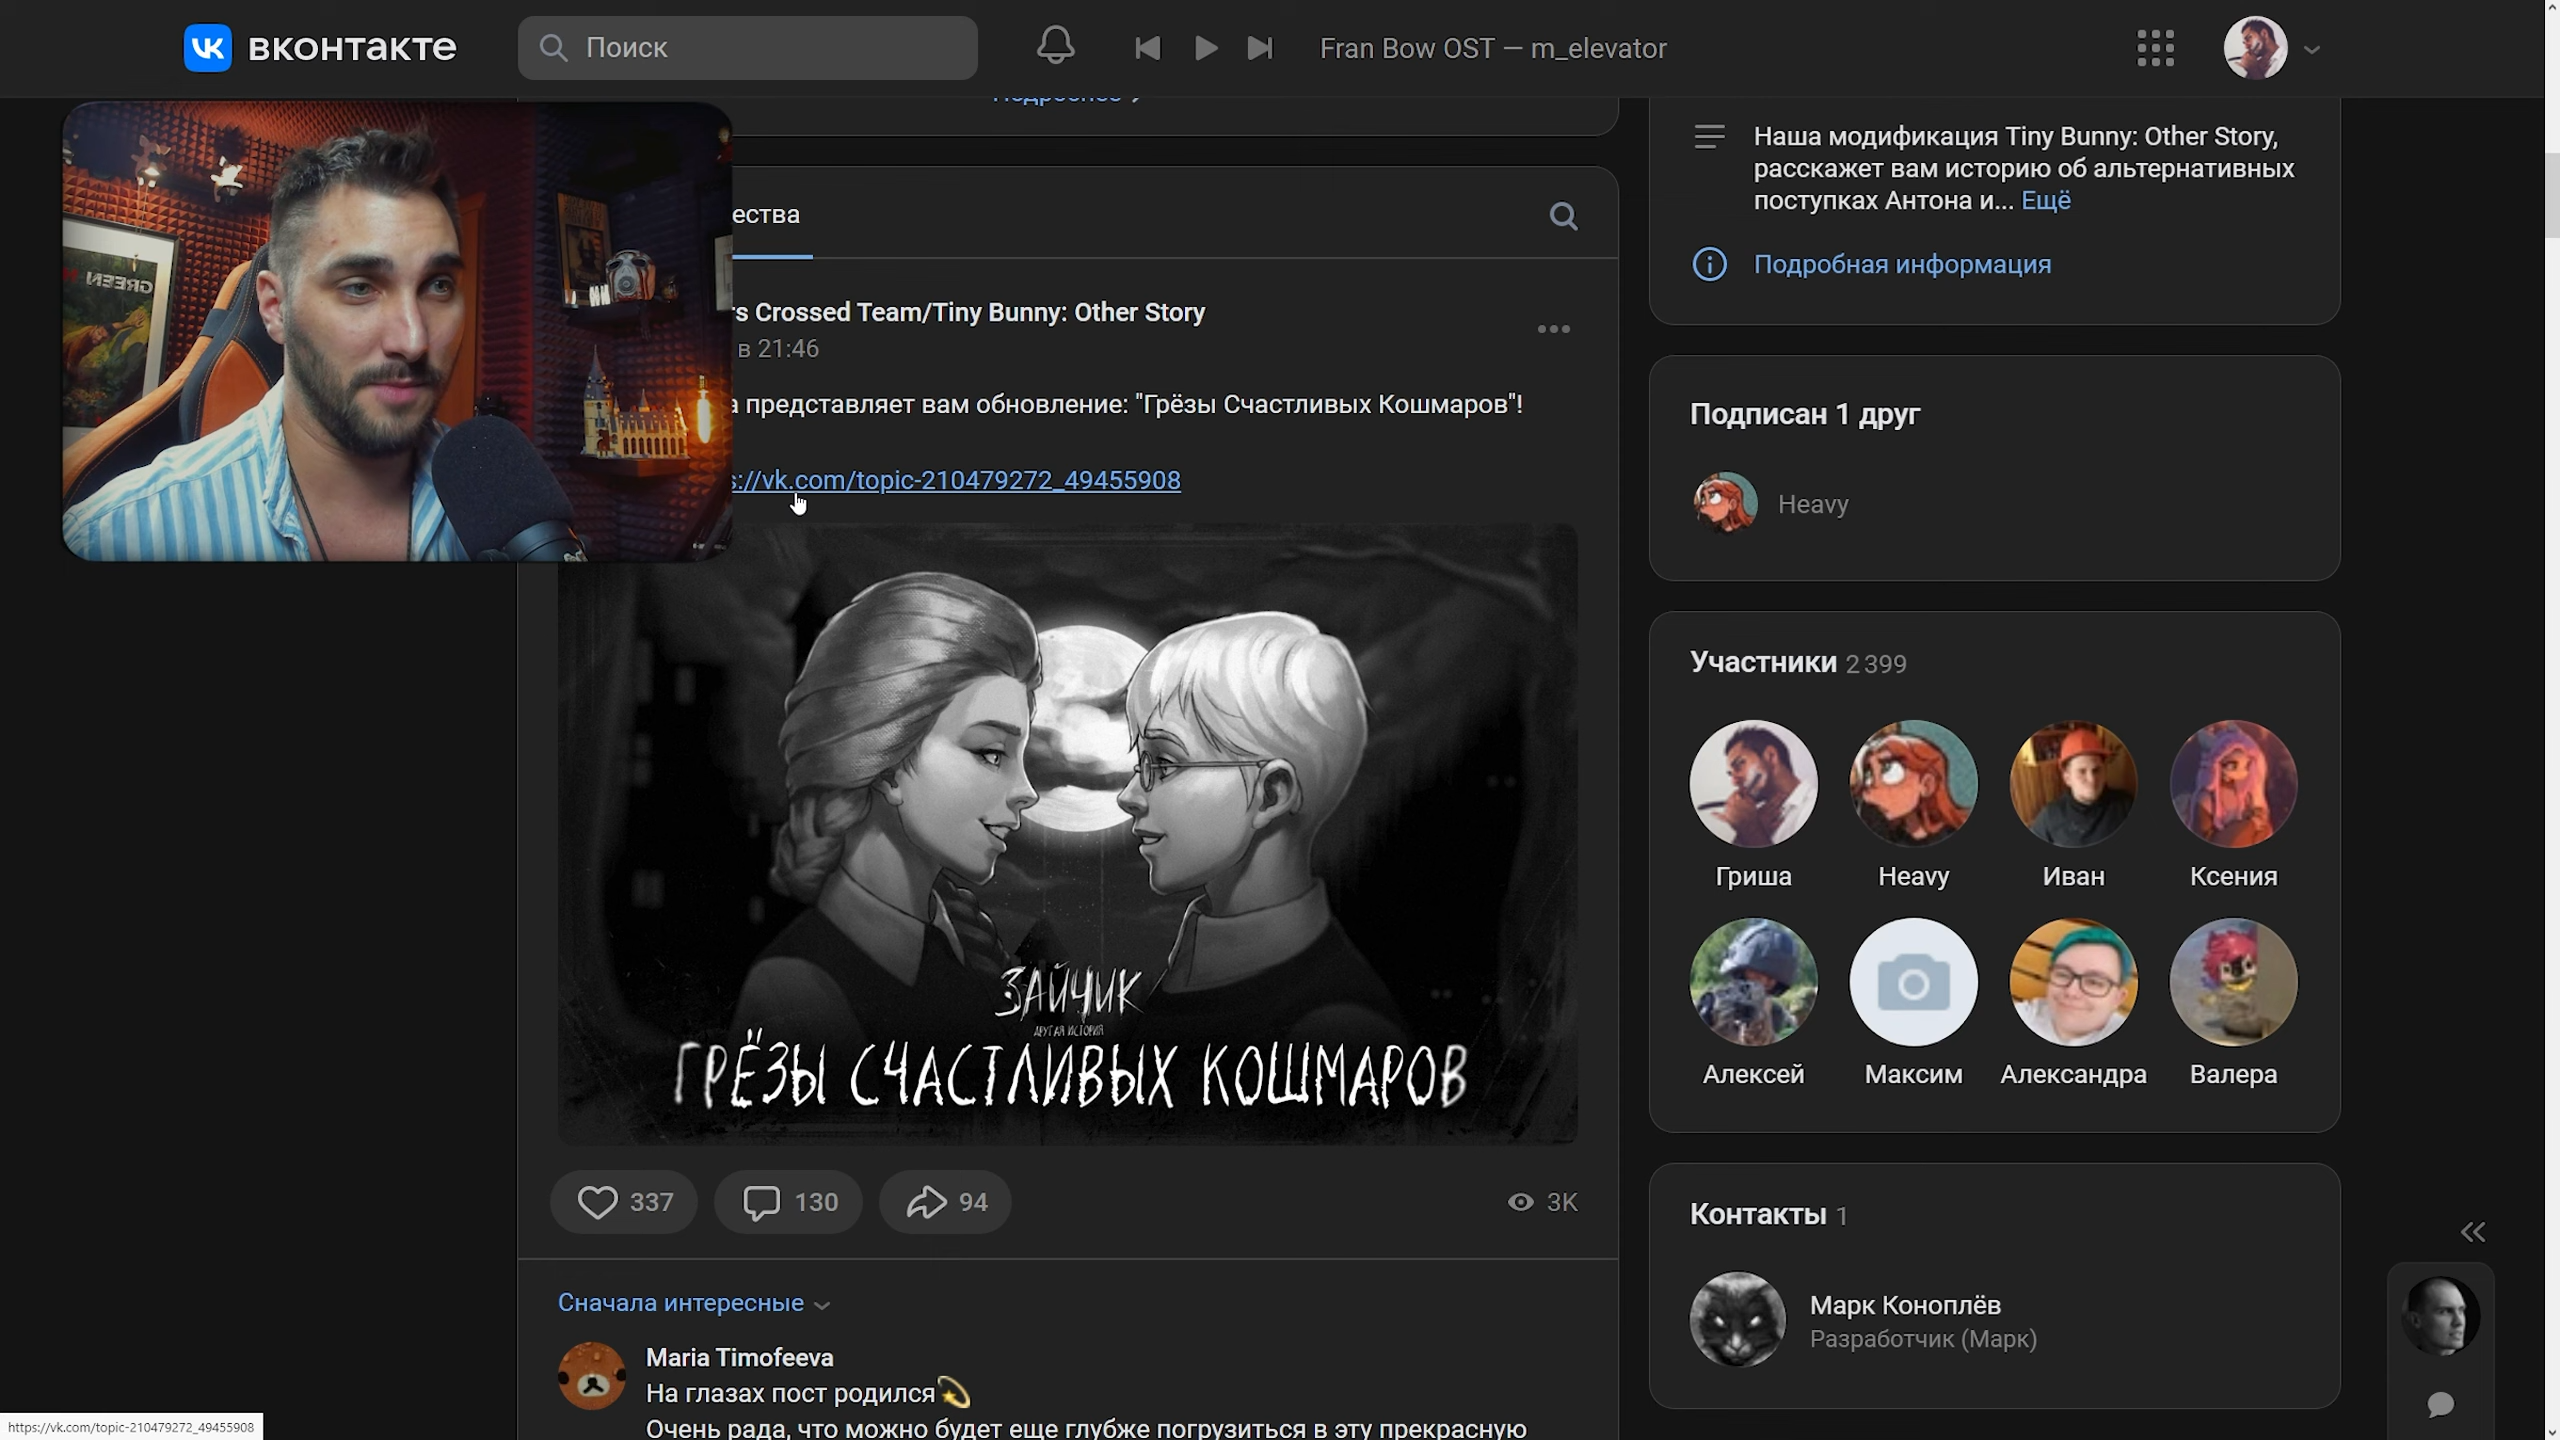 вконтакте
Поиск
Fran Bow OST — m_elevator
GREEN
ества
s Crossed Team/Tiny Bunny: Other Story
в 21:46
а представляет вам обновление: "Грёзы Счастливых Кошмаров"!
s://vk.com/topic-210479272_49455908
ЗАЙЧИК
ДРУГАЯ ИСТОРИЯ
ГРЁЗЫ СЧАСТЛИВЫХ КОШМАРОВ
337
130
94
3K
Сначала интересные
Maria Timofeeva
На глазах пост родился
Очень рада, что можно будет еще глубже погрузиться в эту прекрасную
Наша модификация Tiny Bunny: Other Story,
расскажет вам историю об альтернативных
поступках Антона и... Ещё
Подробная информация
Подписан 1 друг
Heavy
Участники 2 399
Гриша
Heavy
Иван
Ксения
Алексей
Максим
Александра
Валера
Контакты 1
Марк Коноплёв
Разработчик (Марк)
https://vk.com/topic-210479272_49455908